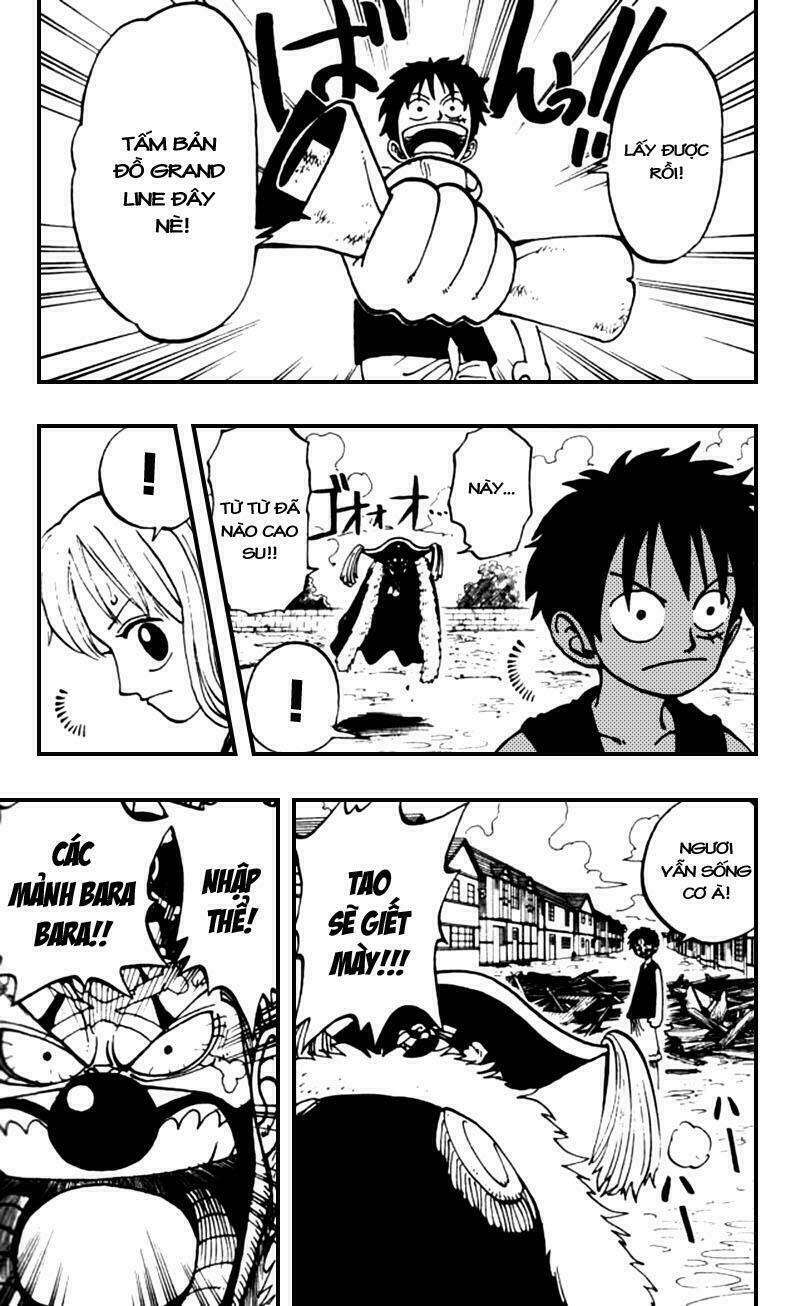 ばんっ!!
LẤY ĐƯỢC
RỒI!
TẤM BẢN
ĐỒ GRAND
LINE ĐÂY
NÈ!
NÀY...
ゴォォオ...
TỪ TỪ ĐÃ
NÀO CAO
SU!!
!
!
NGƯƠI
VẪN SỐNG
CƠ À!
TAO
SẼ GIẾT
MÀY!!!
ハー
ハー
NHẬP
THỂ!
CÁC
MẢNH BARA
BARA!!